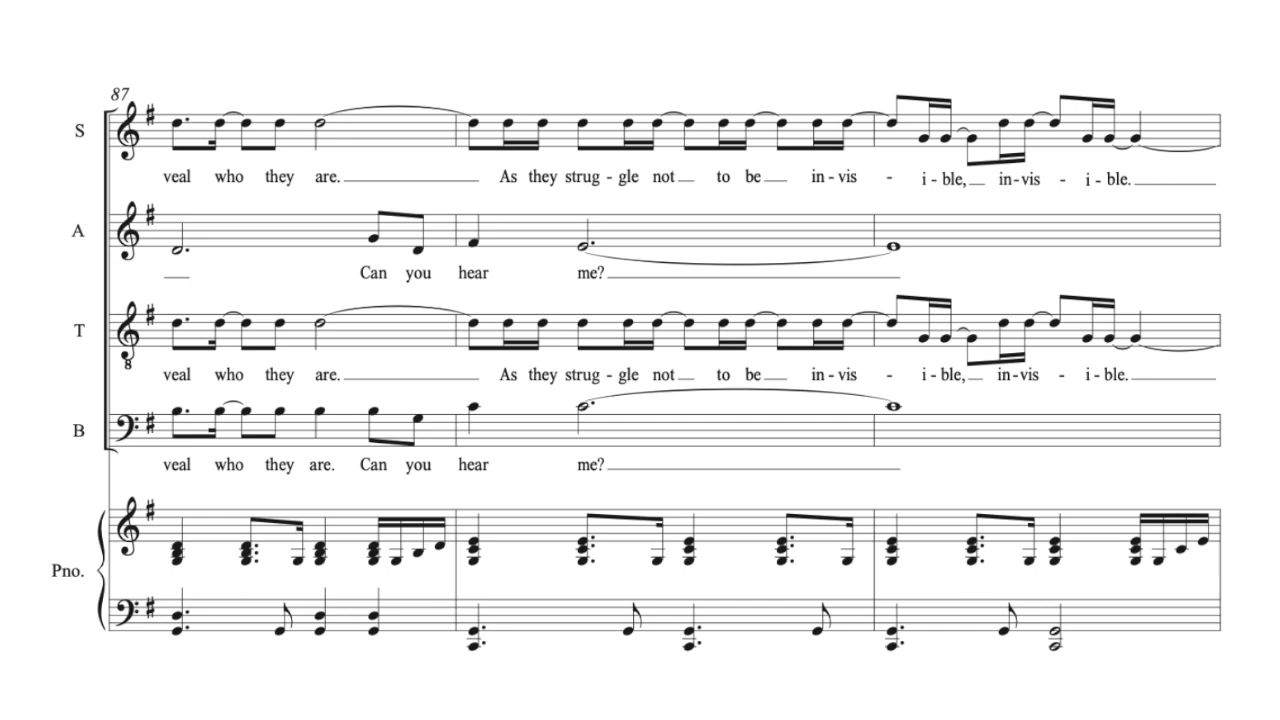 87
S
veal who they are. As they strug - gle not to be in - vis - i - ble, in - vis - i - ble.
A
Can you hear me?
T
8
veal who they are. As they strug - gle not to be in - vis - i - ble, in - vis - i - ble.
B
veal who they are. Can you hear me?
Pno.